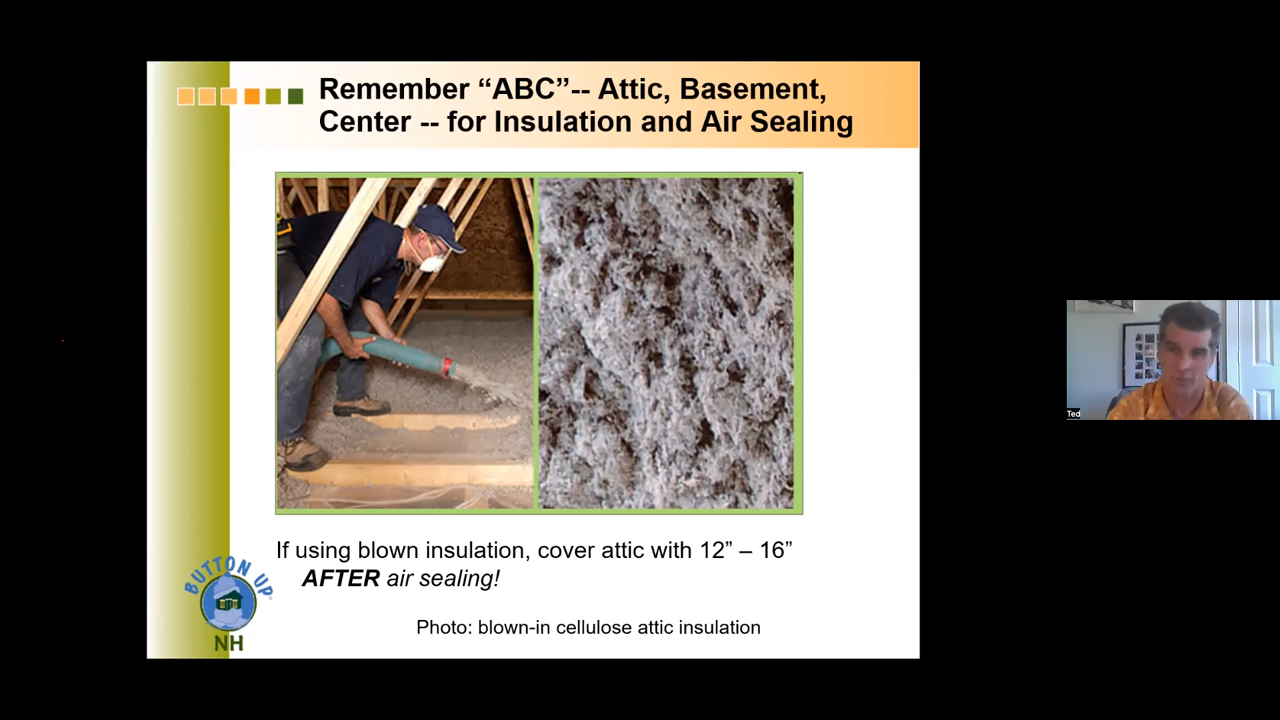 Remember “ABC”-- Attic, Basement,
Center -- for Insulation and Air Sealing
If using blown insulation, cover attic with 12” – 16”
AFTER air sealing!
Photo: blown-in cellulose attic insulation
BUTTON UP
NH
Ted